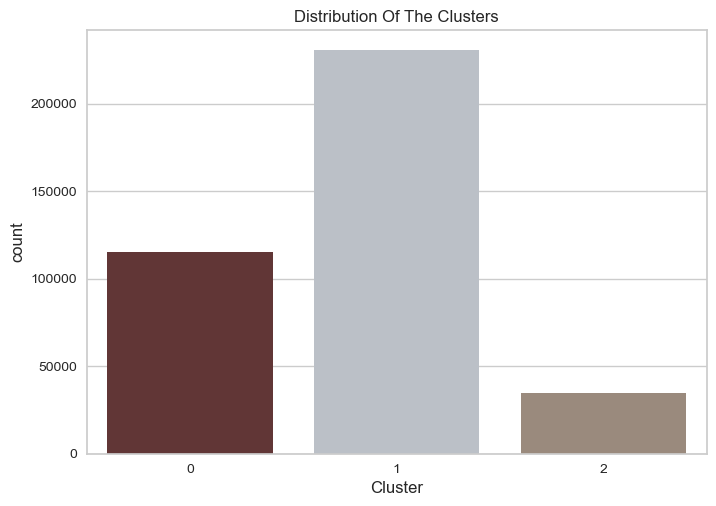 Distribution Of The Clusters
count
200000
150000
100000
50000
0
0 1 2
Cluster